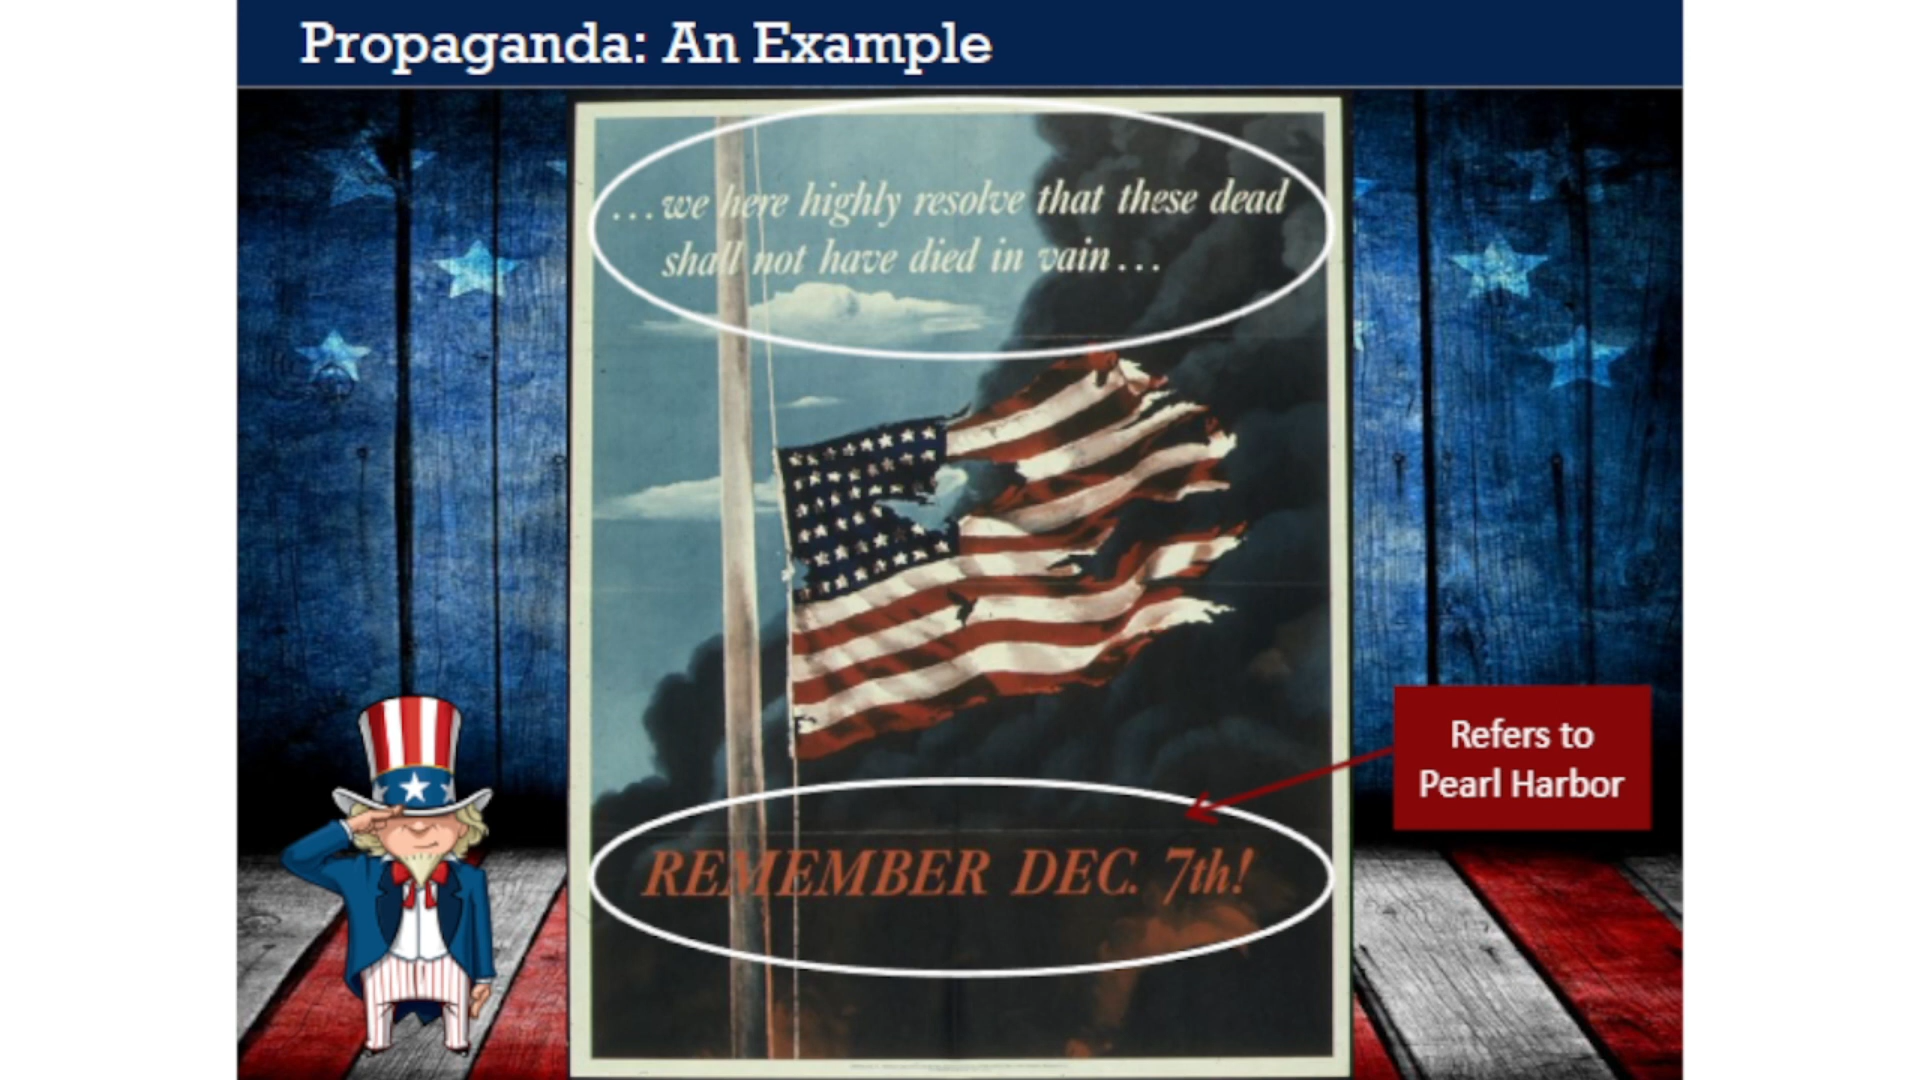 Propaganda: An Example
...we here highly resolve that these dead
shall not have died in vain...
REMEMBER DEC. 7th!
Refers to
Pearl Harbor